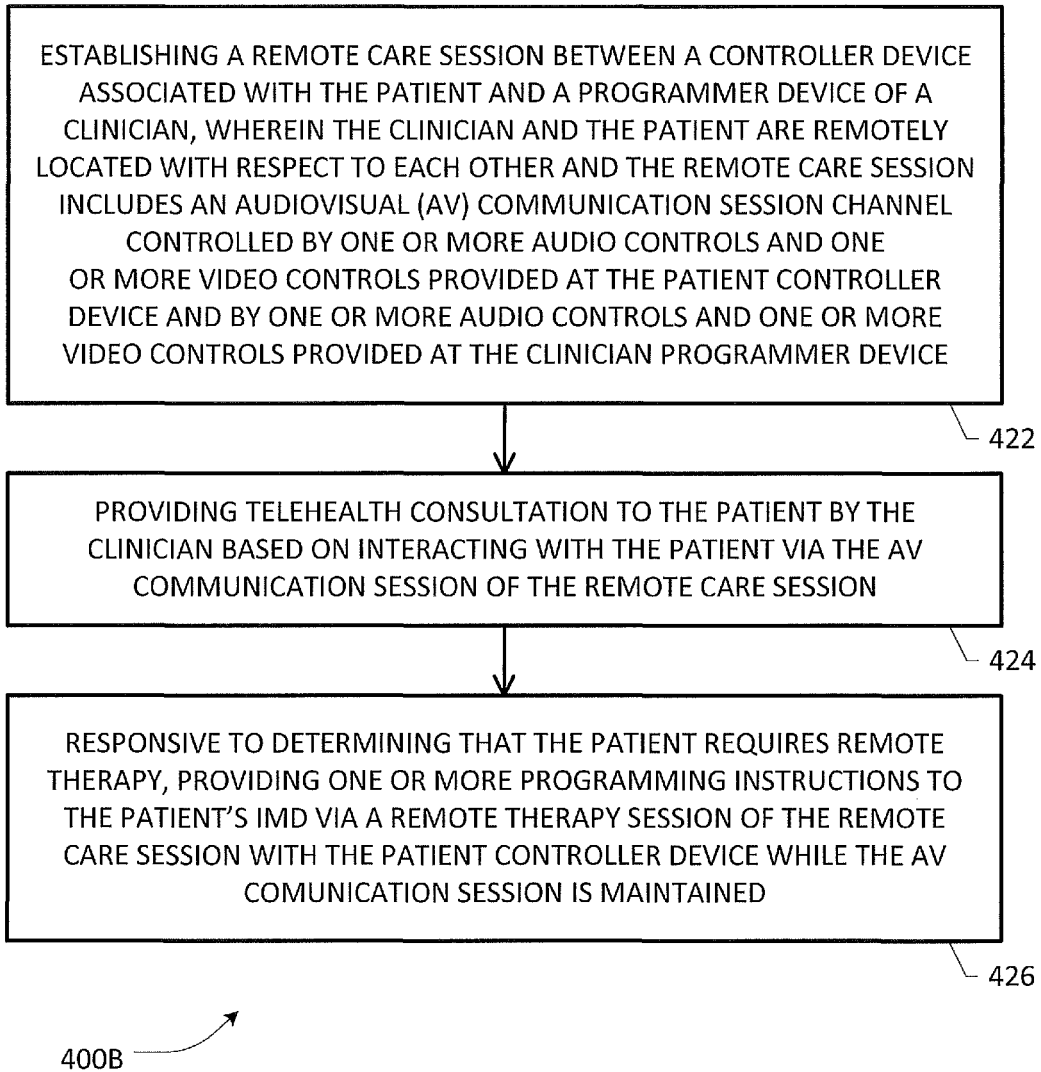 ESTABLISHING A REMOTE CARE SESSION BETWEEN A CONTROLLER DEVICE
ASSOCIATED WITH THE PATIENT AND A PROGRAMMER DEVICE OF A
CLINICIAN, WHEREIN THE CLINICIAN AND THE PATIENT ARE REMOTELY
LOCATED WITH RESPECT TO EACH OTHER AND THE REMOTE CARE SESSION
INCLUDES AN AUDIOVISUAL (AV) COMMUNICATION SESSION CHANNEL
CONTROLLED BY ONE OR MORE AUDIO CONTROLS AND ONE
OR MORE VIDEO CONTROLS PROVIDED AT THE PATIENT CONTROLLER
DEVICE AND BY ONE OR MORE AUDIO CONTROLS AND ONE OR MORE
VIDEO CONTROLS PROVIDED AT THE CLINICIAN PROGRAMMER DEVICE
422
PROVIDING TELEHEALTH CONSULTATION TO THE PATIENT BY THE
CLINICIAN BASED ON INTERACTING WITH THE PATIENT VIA THE AV
COMMUNICATION SESSION OF THE REMOTE CARE SESSION
424
RESPONSIVE TO DETERMINING THAT THE PATIENT REQUIRES REMOTE
THERAPY, PROVIDING ONE OR MORE PROGRAMMING INSTRUCTIONS TO
THE PATIENT'S IMD VIA A REMOTE THERAPY SESSION OF THE REMOTE
CARE SESSION WITH THE PATIENT CONTROLLER DEVICE WHILE THE AV
COMUNICATION SESSION IS MAINTAINED
426
400B